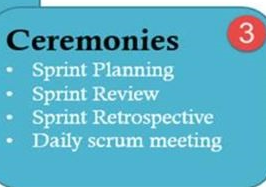 Ceremonies 3
• Sprint Planning
• Sprint Review
• Sprint Retrospective
• Daily scrum meeting